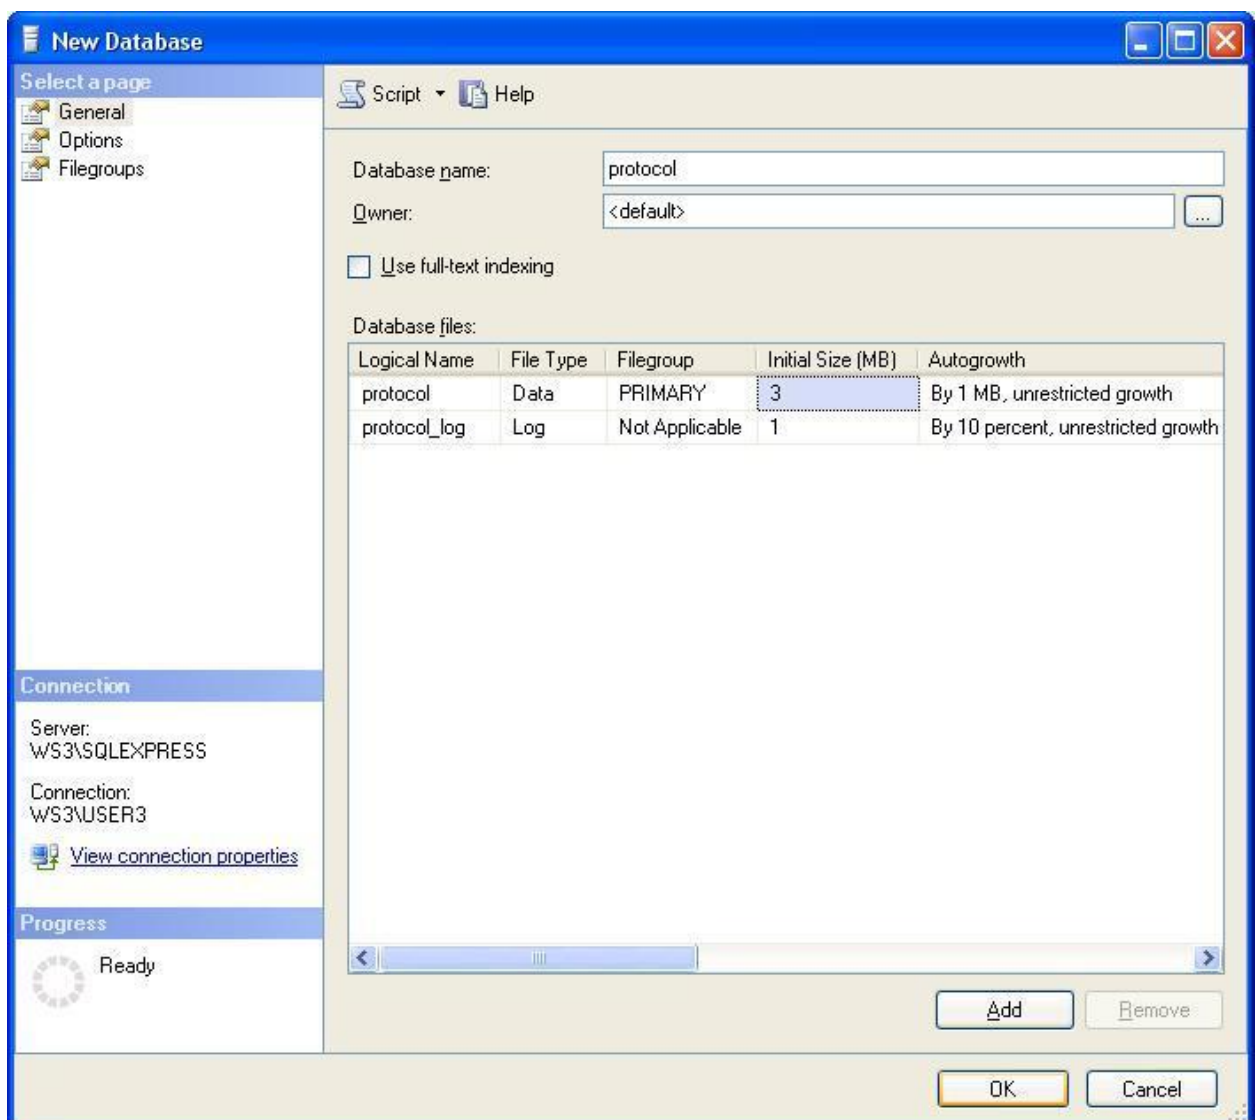 New Database
Select a page
General
Options
Filegroups
Script Help
Database name: protocol
Owner: <default> ...
Use full-text indexing
Database files:
Logical Name File Type Filegroup Initial Size (MB) Autogrowth
protocol Data PRIMARY 3 By 1 MB, unrestricted growth
protocol_log Log Not Applicable 1 By 10 percent, unrestricted growth
Connection
Server:
WS3\SQLEXPRESS
Connection:
WS3\USER3
View connection properties
Progress
Ready
Add Remove
OK Cancel